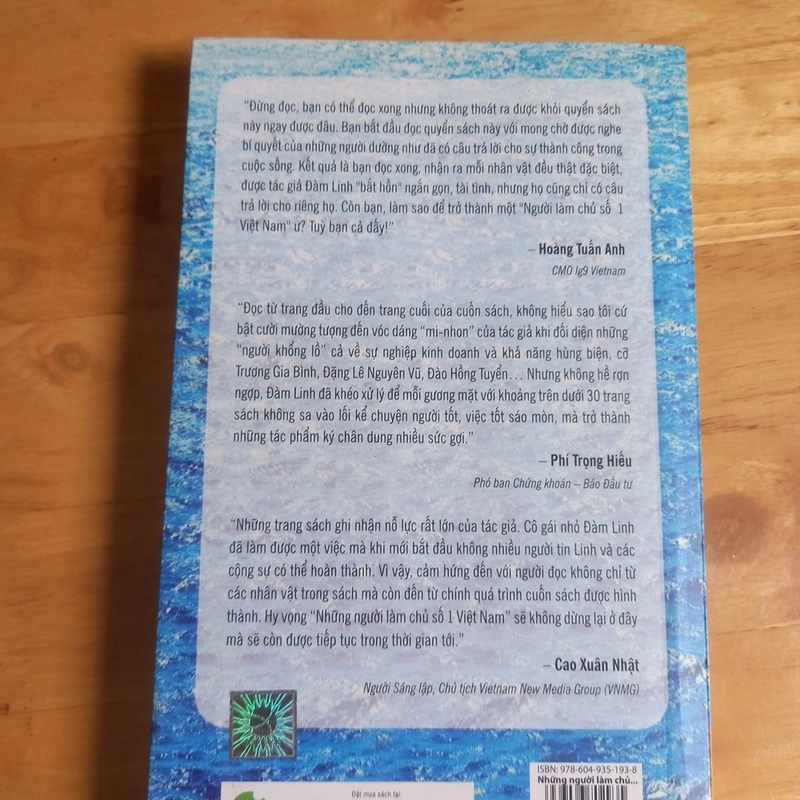 “Đừng đọc, bạn có thể đọc xong nhưng không thoát ra được khỏi quyển sách
này ngay được đâu. Bạn bắt đầu đọc quyển sách này với mong chờ được nghe
bí quyết của những người dường như đã có câu trả lời cho sự thành công trong
cuộc sống. Kết quả là bạn đọc xong, nhận ra mỗi nhân vật đều thật đặc biệt,
được tác giả Đàm Linh "bắt hồn" ngắn gọn, tài tình, nhưng họ cũng chỉ có câu
trả lời cho riêng họ. Còn bạn, làm sao để trở thành một "Người làm chủ số 1
Việt Nam" ư? Tuỳ bạn cả đấy!”
– Hoàng Tuấn Anh
CMO Ig9 Vietnam
“Đọc từ trang đầu cho đến trang cuối của cuốn sách, không hiểu sao tôi cứ
bật cười mường tượng đến vóc dáng “mi-nhon” của tác giả khi đối diện những
“người khổng lồ” cả về sự nghiệp kinh doanh và khả năng hùng biện, cỡ
Trương Gia Bình, Đặng Lê Nguyên Vũ, Đào Hồng Tuyển… Nhưng không hề rợn
ngợp, Đàm Linh đã khéo xử lý để mỗi gương mặt với khoảng trên dưới 30 trang
sách không sa vào lối kể chuyện người tốt, việc tốt sáo mòn, mà trở thành
những tác phẩm ký chân dung nhiều sức gợi.”
– Phí Trọng Hiếu
Phó ban Chứng khoán – Báo Đầu tư
“Những trang sách ghi nhận nỗ lực rất lớn của tác giả. Cô gái nhỏ Đàm Linh
đã làm được một việc mà khi mới bắt đầu không nhiều người tin Linh và các
cộng sự có thể hoàn thành. Vì vậy, cảm hứng đến với người đọc không chỉ từ
các nhân vật trong sách mà còn đến từ chính quá trình cuốn sách được hình
thành. Hy vọng “Những người làm chủ số 1 Việt Nam” sẽ không dừng lại ở đây
mà sẽ còn được tiếp tục trong thời gian tới.”
– Cao Xuân Nhật
Người Sáng lập, Chủ tịch Vietnam New Media Group (VNMG)
ISBN: 978-604-935-193-8
Những người làm chủ...
Đặt mua sách tại: